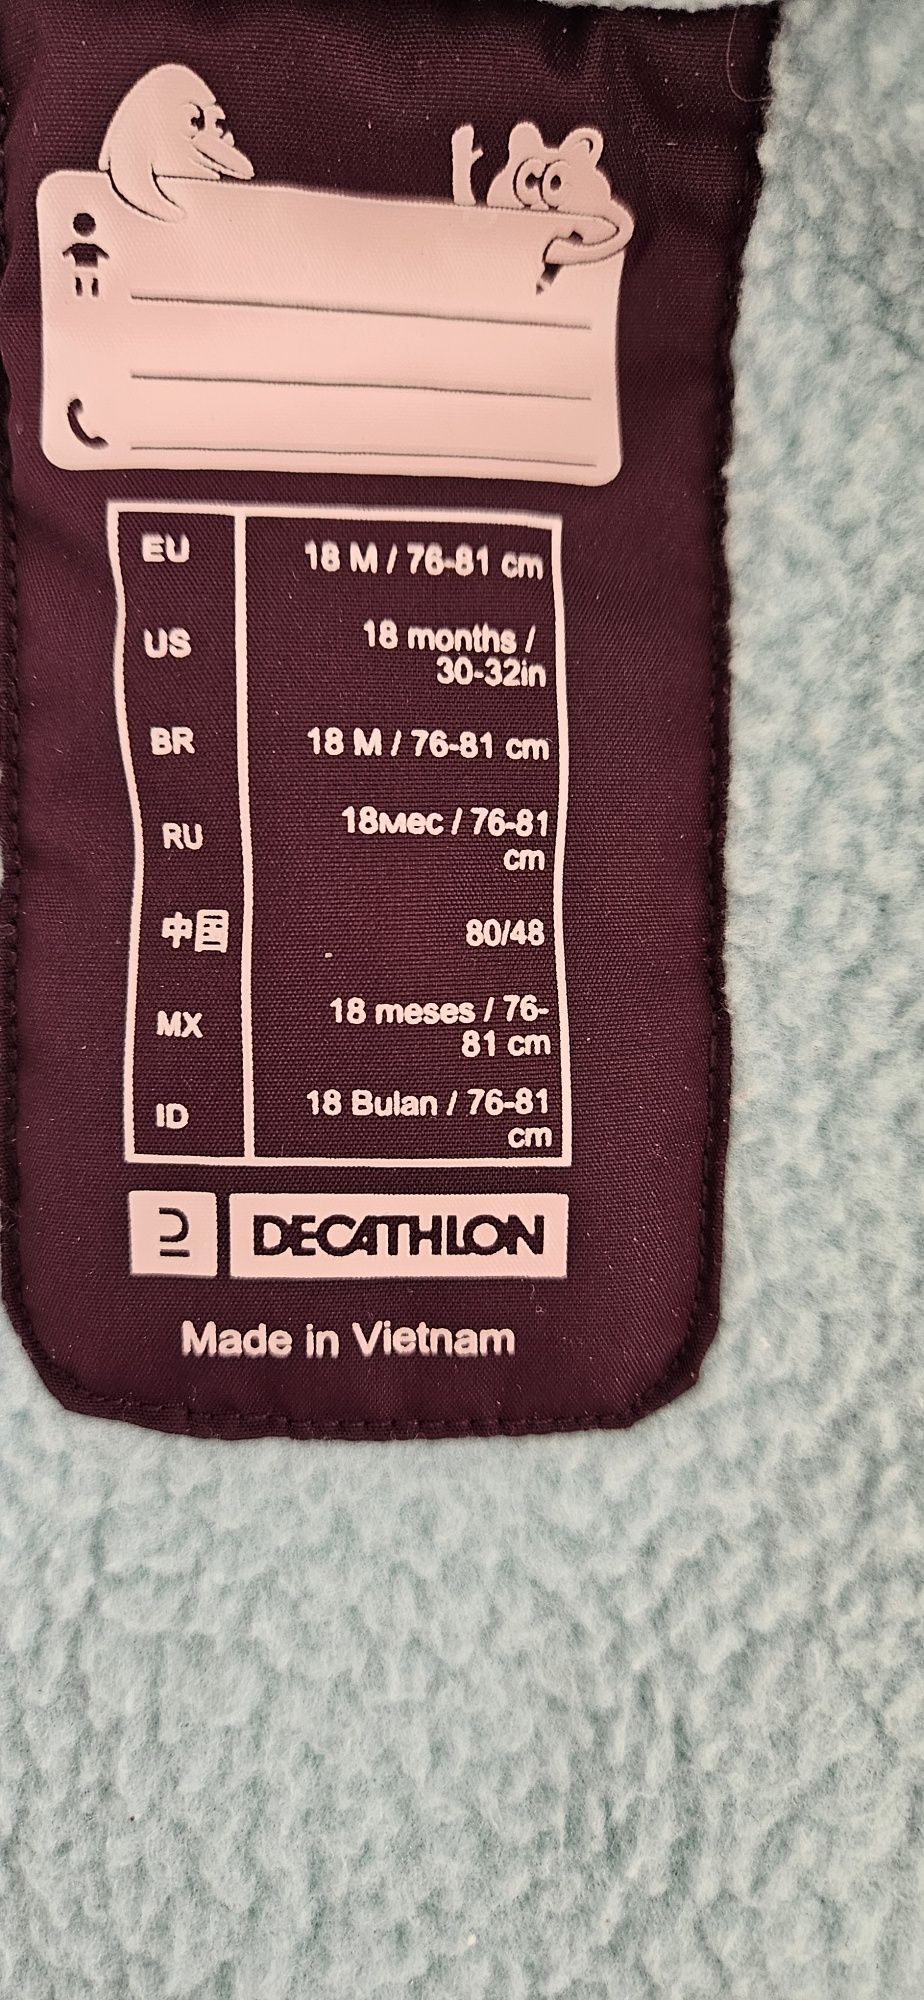 EU 18 M / 76-81 cm
US 18 months /
30-32in
BR 18 M / 76-81 cm
RU 18мес / 76-81
cm
中国 80/48
MX 18 meses / 76-
81 cm
ID 18 Bulan / 76-81
cm
DECATHLON
Made in Vietnam